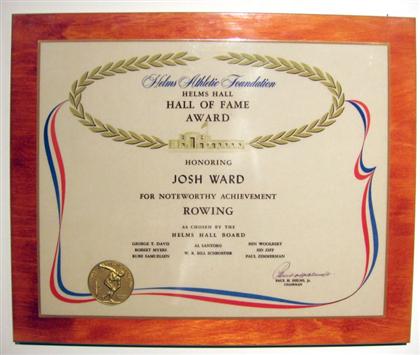 Helms Athletic Foundation
HELMS HALL
HALL OF FAME
AWARD
HONORING
JOSH WARD
FOR NOTEWORTHY ACHIEVEMENT
ROWING
AS CHOSEN BY THE
HELMS HALL BOARD
GEORGE T. DAVIS
ROBERT MYERS
RUBE SAMUELSEN
AL SANTORO
W. R. BILL SCHROEDER
BEN WOOLBERT
SID ZIFF
PAUL ZIMMERMAN
PAUL H. HELMS, Jr.
CHAIRMAN